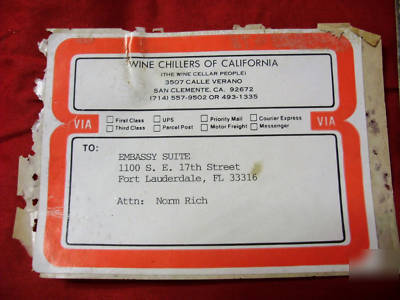 WINE CHILLERS OF CALIFORNIA
(THE WINE CELLAR PEOPLE)
3507 CALLE VERANO
SAN CLEMENTE, CA. 92672
(714) 557-9502 OR 493-1335
VIA
First Class UPS Priority Mail Courier Express
Third Class Parcel Post Motor Freight Messenger
VIA
TO:
EMBASSY SUITE
1100 S. E. 17th Street
Fort Lauderdale, FL 33316
Attn: Norm Rich